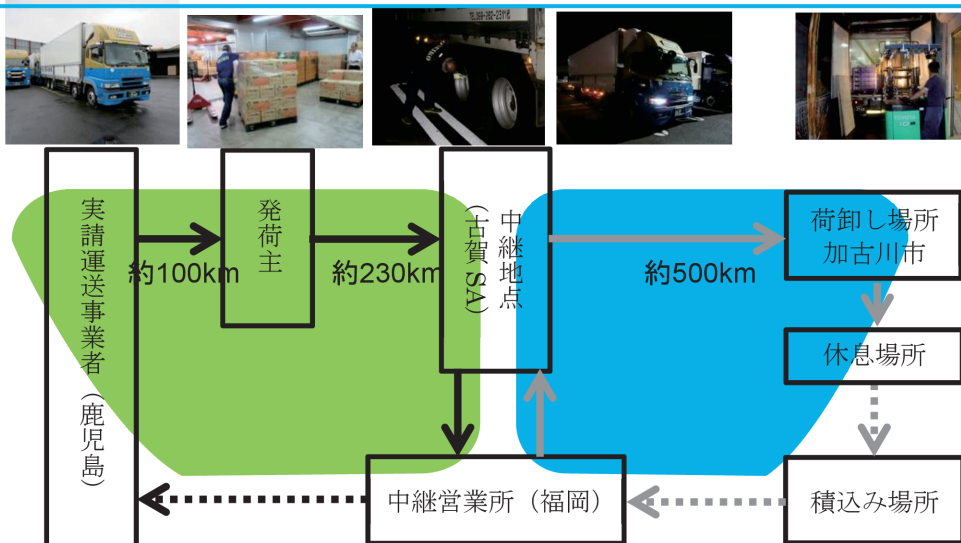 実請運送事業者（鹿児島）
約100km
発荷主
約230km
中継地点
（古賀SA）
約500km
荷卸し場所
加古川市
休息場所
中継営業所（福岡）
積込み場所